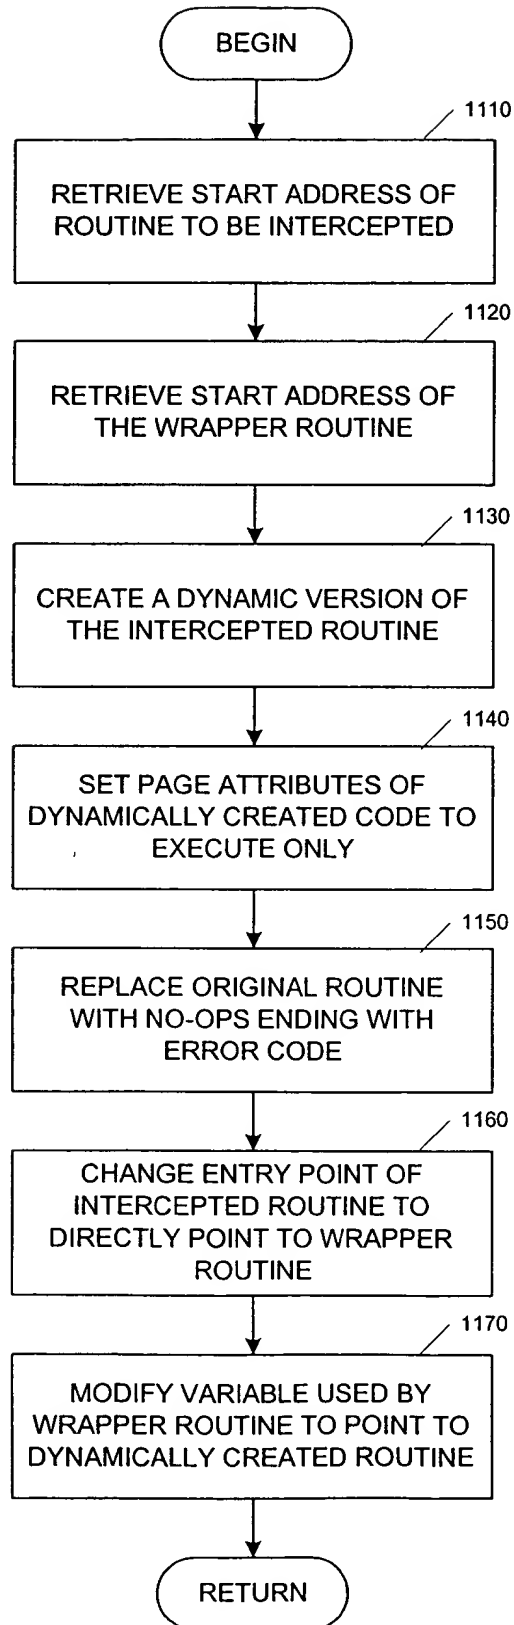 BEGIN
1110
RETRIEVE START ADDRESS OF
ROUTINE TO BE INTERCEPTED
1120
RETRIEVE START ADDRESS OF
THE WRAPPER ROUTINE
1130
CREATE A DYNAMIC VERSION OF
THE INTERCEPTED ROUTINE
1140
SET PAGE ATTRIBUTES OF
DYNAMICALLY CREATED CODE TO
EXECUTE ONLY
1150
REPLACE ORIGINAL ROUTINE
WITH NO-OPS ENDING WITH
ERROR CODE
1160
CHANGE ENTRY POINT OF
INTERCEPTED ROUTINE TO
DIRECTLY POINT TO WRAPPER
ROUTINE
1170
MODIFY VARIABLE USED BY
WRAPPER ROUTINE TO POINT TO
DYNAMICALLY CREATED ROUTINE
RETURN